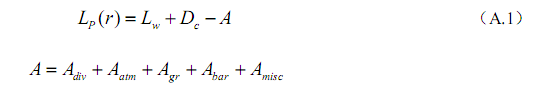 L_P(r) = L_w + D_c − A （A.1）
A = A_div + A_atm + A_gr + A_bar + A_misc